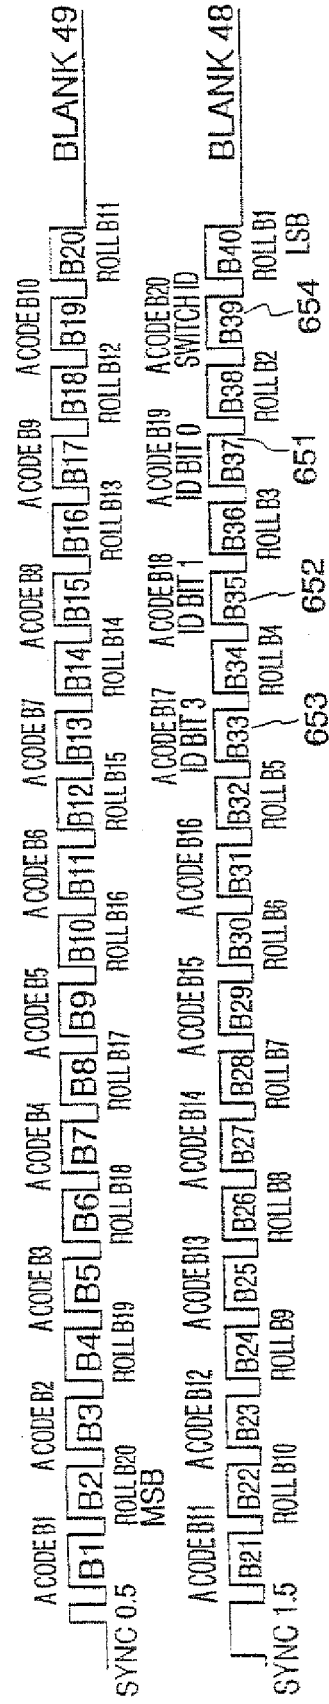 A CODE B1 A CODE B2 A CODE B3 A CODE B4 A CODE B5 A CODE B6 A CODE B7 A CODE B8 A CODE B9 A CODE B10
B1 B2 B3 B4 B5 B6 B7 B8 B9 B10 B11 B12 B13 B14 B15 B16 B17 B18 B19 B20 BLANK 49
SYNC 0.5 ROLL B20 ROLL B19 ROLL B18 ROLL B17 ROLL B16 ROLL B15 ROLL B14 ROLL B13 ROLL B12 ROLL B11
MSB
A CODE B11 A CODE B12 A CODE B13 A CODE B14 A CODE B15 A CODE B16 A CODE B17 A CODE B18 A CODE B19 A CODE B20
ID BIT 3 ID BIT 1 ID BIT 0 SWITCH ID
B21 B22 B23 B24 B25 B26 B27 B28 B29 B30 B31 B32 B33 B34 B35 B36 B37 B38 B39 B40 BLANK 48
SYNC 1.5 ROLL B10 ROLL B9 ROLL B8 ROLL B7 ROLL B6 ROLL B5 ROLL B4 ROLL B3 ROLL B2 ROLL B1
LSB
653 652 651 654